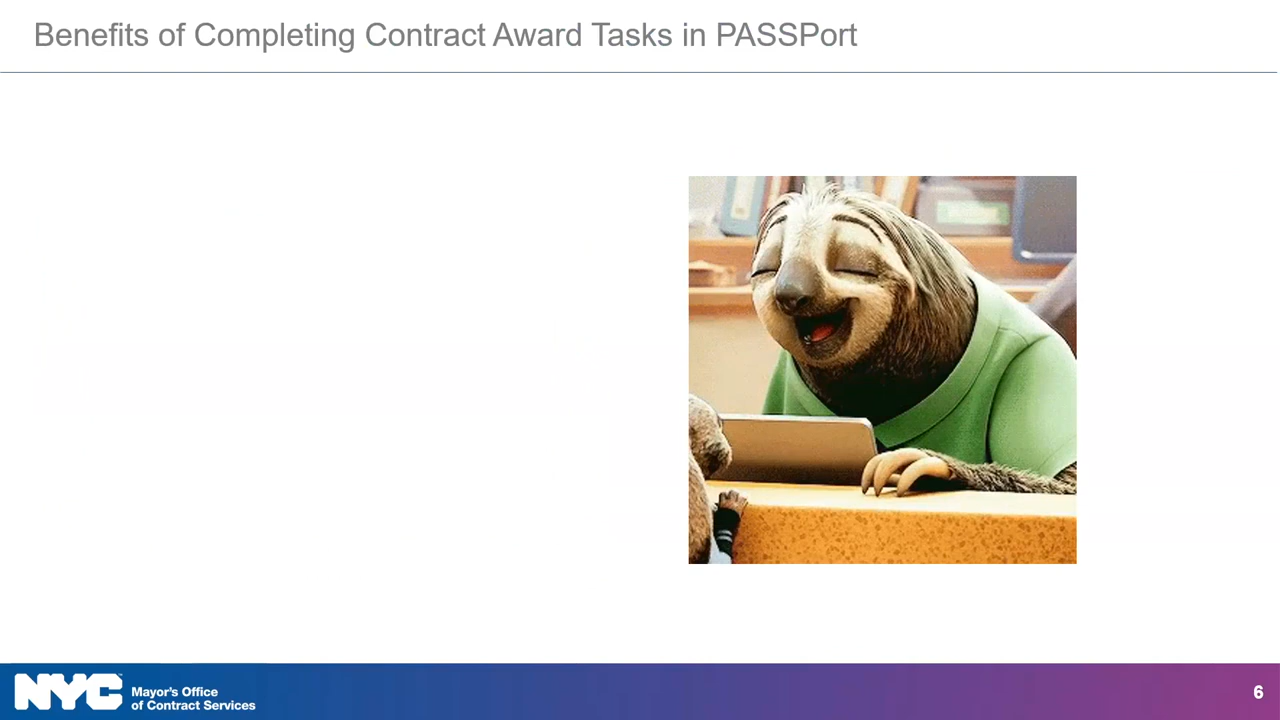 Benefits of Completing Contract Award Tasks in PASSPort
NYC
Mayor's Office
of Contract Services
6